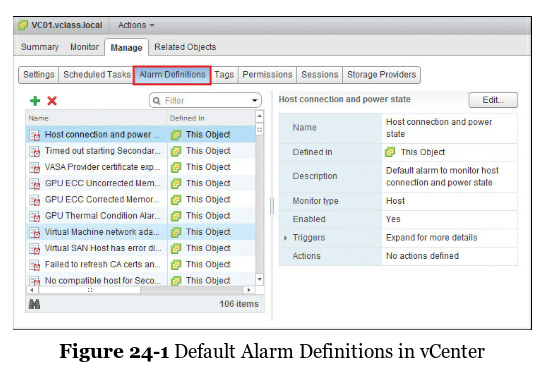 VC01.vclass.local Actions
Summary Monitor Manage Related Objects
Settings Scheduled Tasks Alarm Definitions Tags Permissions Sessions Storage Providers
Filter
Name Defined In
Host connection and power ... This Object
Timed out starting Secondar... This Object
VASA Provider certificate exp... This Object
GPU ECC Uncorrected Mem... This Object
GPU ECC Corrected Memor... This Object
GPU Thermal Condition Alar... This Object
Virtual Machine network ada... This Object
Virtual SAN Host has error di... This Object
Failed to refresh CA certs an... This Object
No compatible host for Seco... This Object
106 items
Host connection and power state Edit...
Name Host connection and power
state
Defined in This Object
Description Default alarm to monitor host
connection and power state
Monitor type Host
Enabled Yes
Triggers Expand for more details
Actions No actions defined
Figure 24-1 Default Alarm Definitions in vCenter